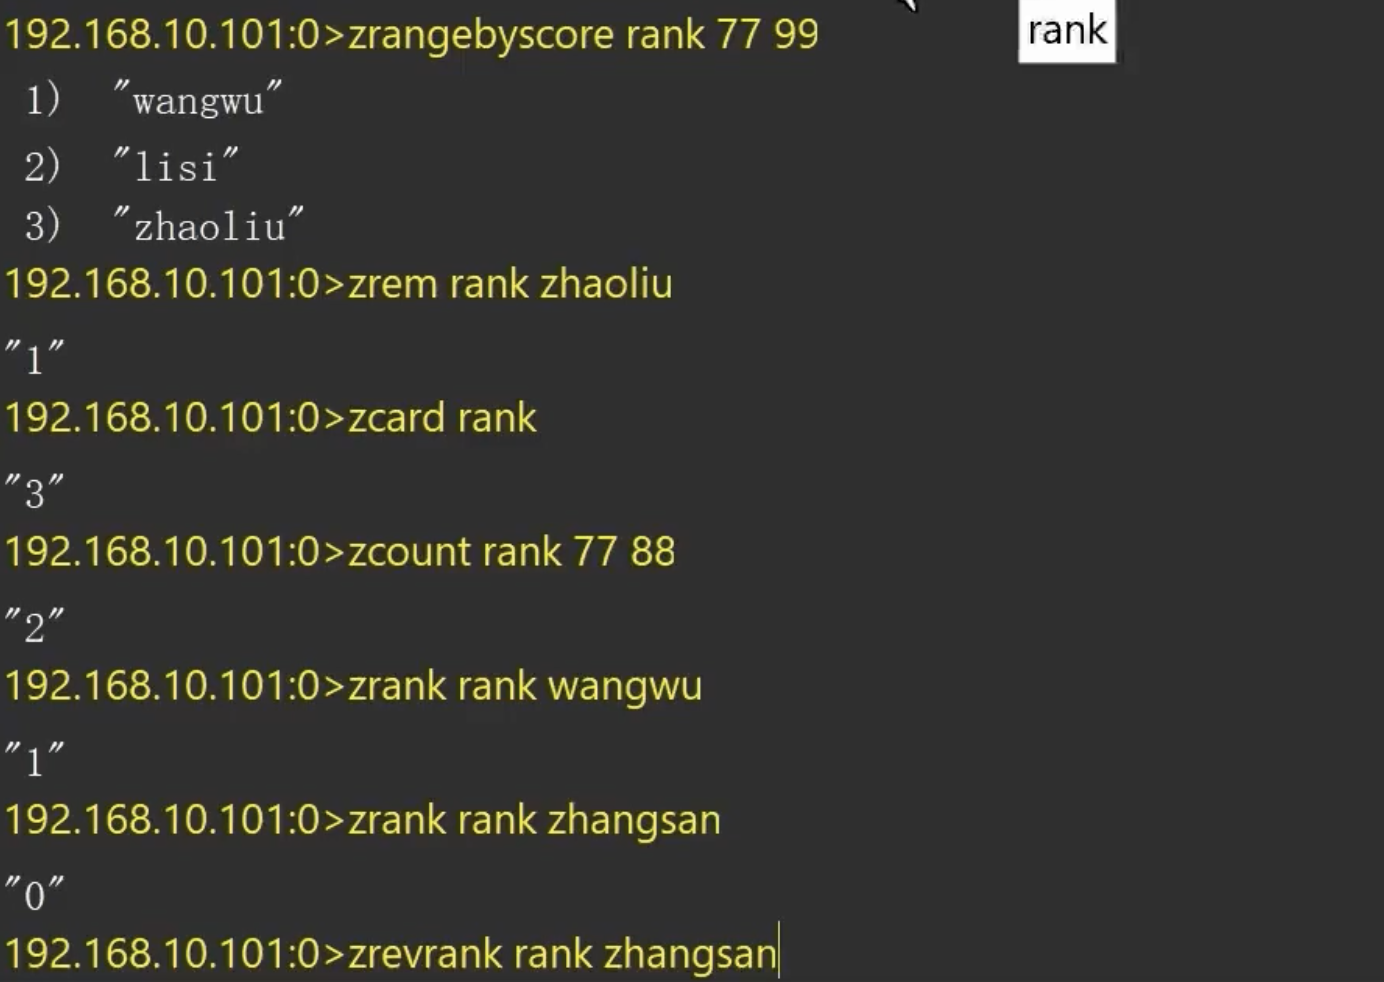 192.168.10.101:0>zrangebyscore rank 77 99
rank
1) "wangwu"
2) "lisi"
3) "zhaoliu"
192.168.10.101:0>zrem rank zhaoliu
"1"
192.168.10.101:0>zcard rank
"3"
192.168.10.101:0>zcount rank 77 88
"2"
192.168.10.101:0>zrank rank wangwu
"1"
192.168.10.101:0>zrank rank zhangsan
"0"
192.168.10.101:0>zrevrank rank zhangsan